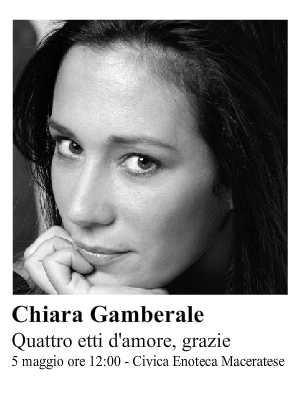 Chiara Gamberale
Quattro etti d'amore, grazie
5 maggio ore 12:00 - Civica Enoteca Maceratese